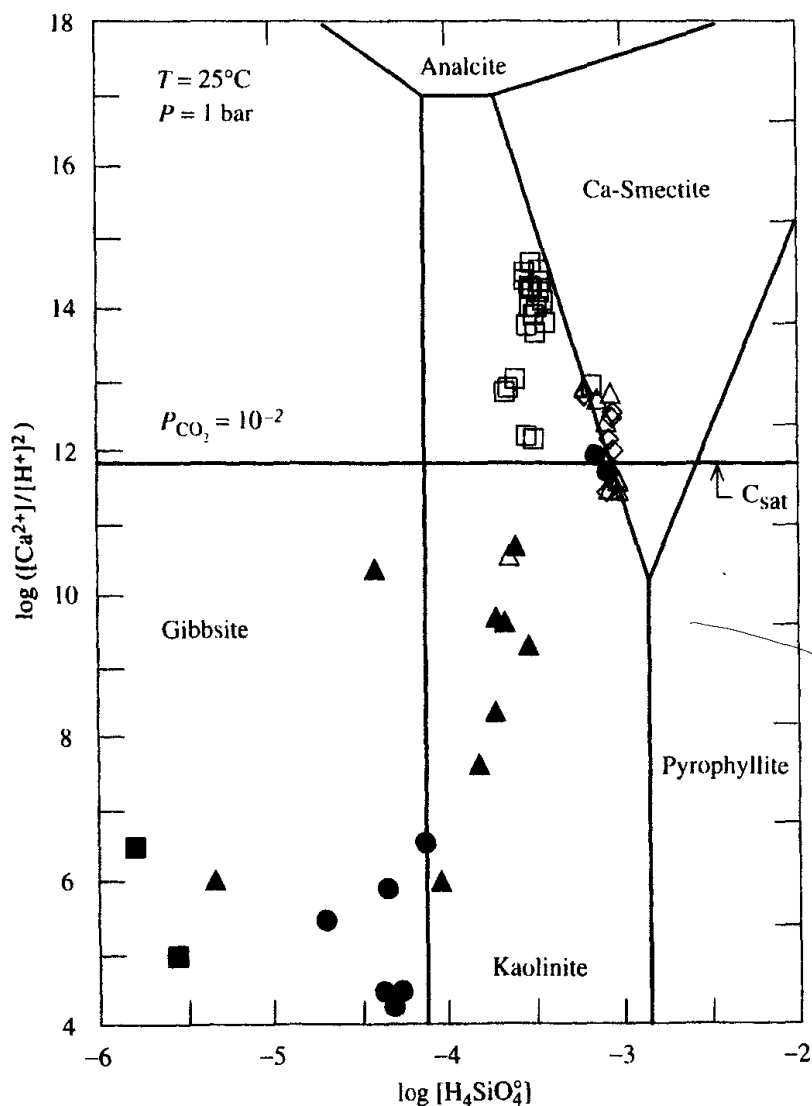 18
16
14
12
10
8
6
4
log ([Ca²⁺]/[H⁺]²)
T = 25°C
P = 1 bar
Analcite
Ca-Smectite
P_CO₂ = 10⁻²
C_sat
Gibbsite
Pyrophyllite
Kaolinite
−6
−5
−4
−3
−2
log [H₄SiO₄°]